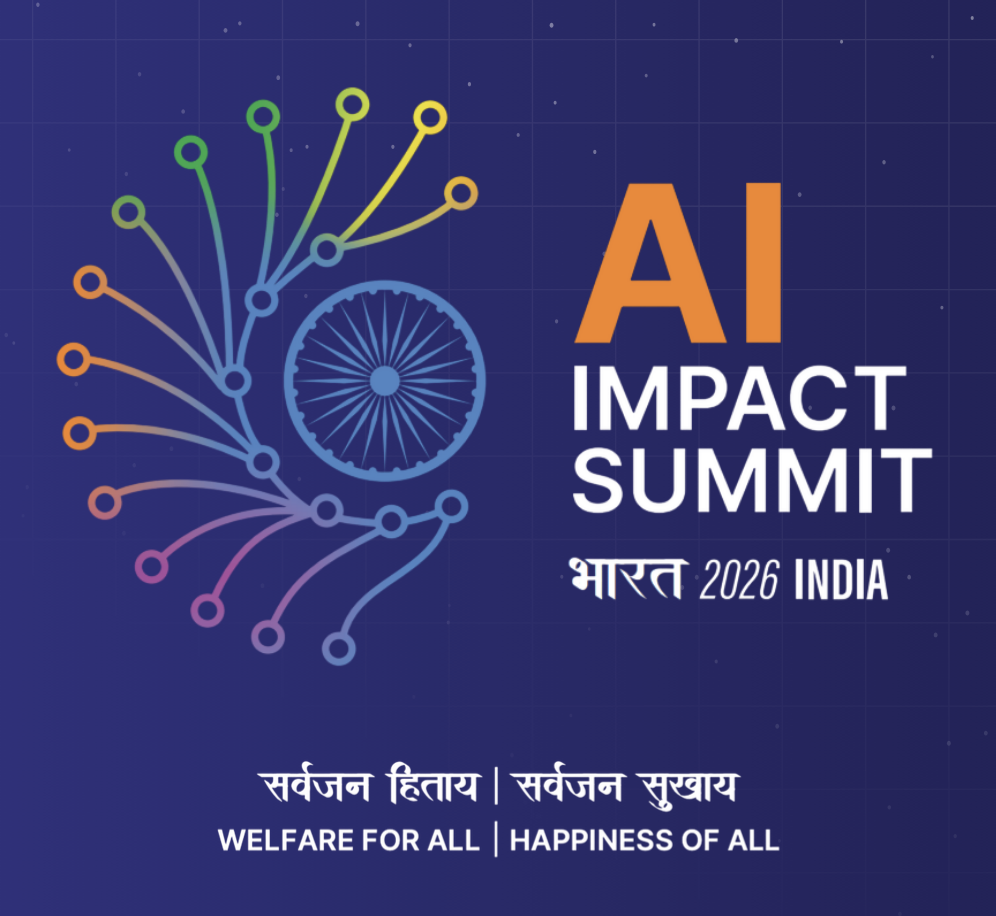 AI
IMPACT
SUMMIT
भारत 2026 INDIA
सर्वजन हिताय | सर्वजन सुखाय
WELFARE FOR ALL | HAPPINESS OF ALL